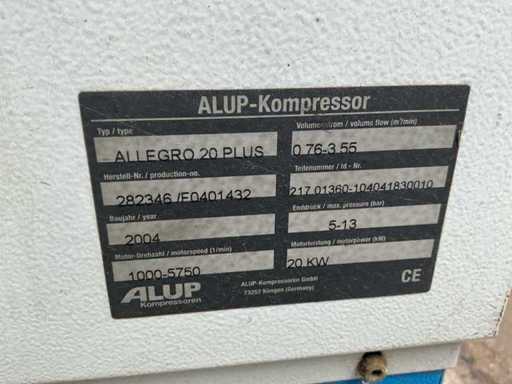 ALUP-Kompressor
Typ / type
Volumenstrom / volume flow (m³/min)
ALLEGRO 20 PLUS
0.76-3.55
Herstell-Nr. / production-no.
Teilenummer / Id - Nr.
282346 /F0401432
217.01360-104041830010
Baujahr / year
Enddruck / max. pressure (bar)
2004
5-13
Motor-Drehzahl / motorspeed (1/min)
Motorleistung / motorpower (kW)
1000-5750
20 KW
ALUP
Kompressoren
ALUP-Kompressoren GmbH
73257 Köngen (Germany)
CE